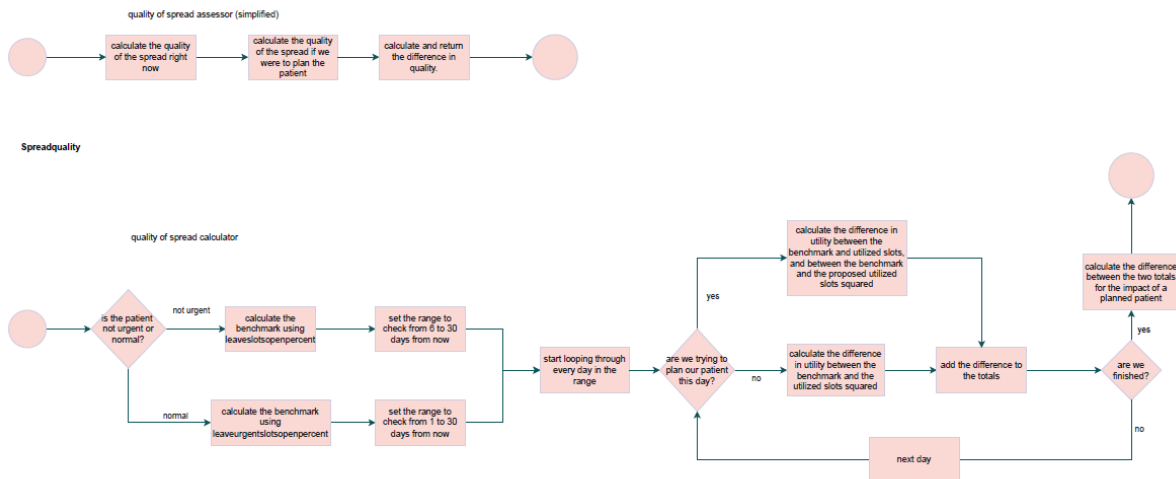 quality of spread assessor (simplified)
calculate the quality
of the spread right
now
calculate the quality
of the spread if we
were to plan the
patient
calculate and return
the difference in
quality.
Spreadquality
quality of spread calculator
is the patient
not urgent or
normal?
not urgent
calculate the
benchmark using
leaveslotsopenpercent
set the range to
check from 6 to 30
days from now
normal
calculate the benchmark
using
leaveurgentslotsopenpercent
set the range to
check from 1 to 30
days from now
start looping through
every day in the
range
are we trying to
plan our patient
this day?
yes
calculate the difference in
utility between the
benchmark and utilized slots,
and between the benchmark
and the proposed utilized
slots squared
no
calculate the difference
in utility between the
benchmark and the
utilized slots squared
add the difference to
the totals
are we
finished?
yes
calculate the difference
between the two totals
for the impact of a
planned patient
no
next day